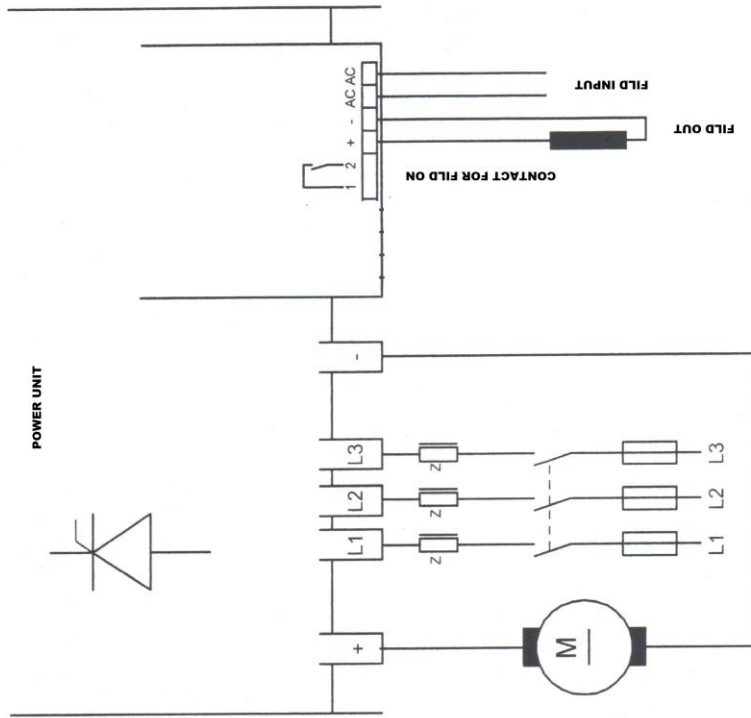 POWER UNIT
AC AC
- +
2
1
FILD INPUT
FILD OUT
CONTACT FOR FILD ON
-
L3
L2
L1
+
Z
Z
Z
L3
L2
L1
M